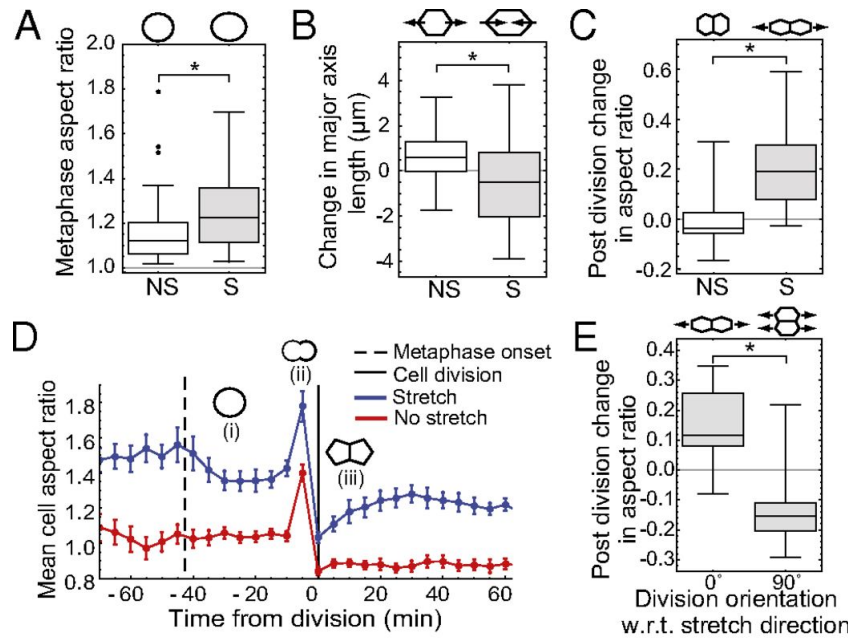 A
Metaphase aspect ratio
2.0
1.8
1.6
1.4
1.2
1.0
*
NS
S
B
Change in major axis
length (µm)
4
2
0
-2
-4
*
NS
S
C
Post division change
in aspect ratio
0.6
0.4
0.2
0.0
-0.2
*
NS
S
D
Mean cell aspect ratio
1.8
1.6
1.4
1.2
1.0
0.8
(i)
(ii)
(iii)
Metaphase onset
Cell division
Stretch
No stretch
-60
-40
-20
0
20
40
60
Time from division (min)
E
Post division change
in aspect ratio
0.4
0.3
0.2
0.1
0.0
-0.1
-0.2
-0.3
*
0°
90°
Division orientation
w.r.t. stretch direction